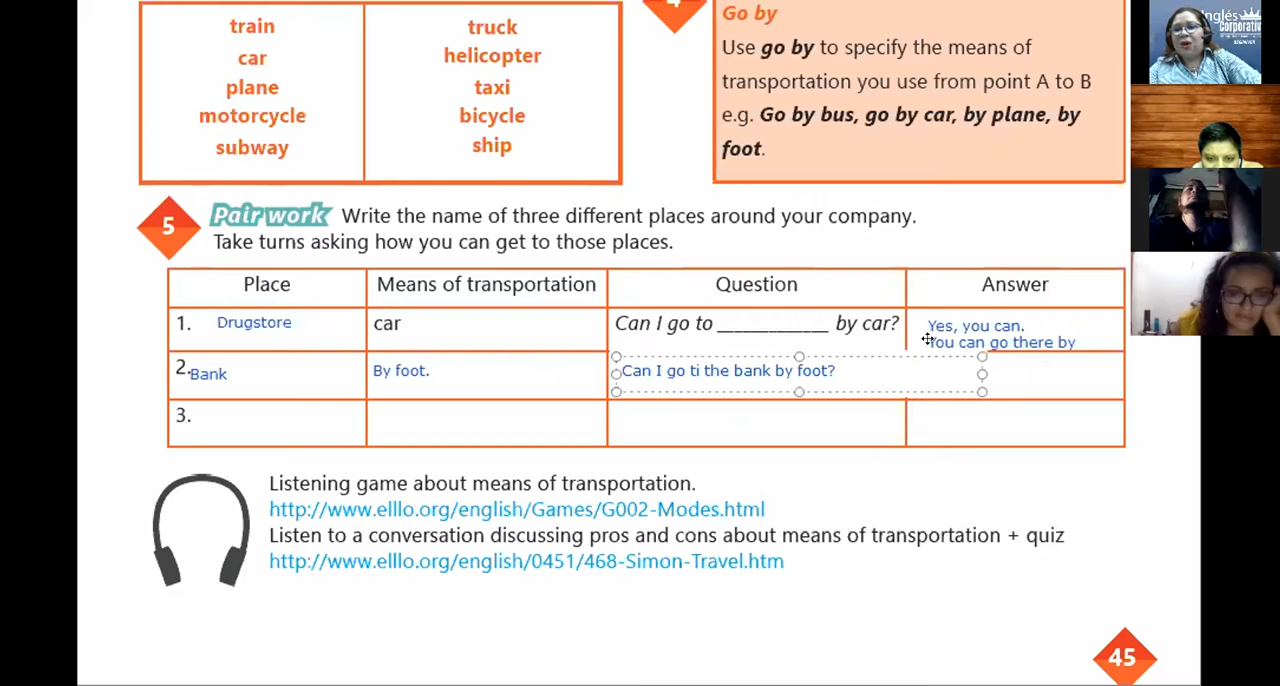 train
truck
car
helicopter
plane
taxi
motorcycle
bicycle
subway
ship
4
Go by
Use go by to specify the means of
transportation you use from point A to B
e.g. Go by bus, go by car, by plane, by
foot.
Inglés
Corporativo
5
Pair work Write the name of three different places around your company.
Take turns asking how you can get to those places.
Place Means of transportation Question Answer
1. Drugstore car Can I go to ____________ by car? Yes, you can.
You can go there by
2. Bank By foot. Can I go ti the bank by foot?
3.
Listening game about means of transportation.
http://www.elllo.org/english/Games/G002-Modes.html
Listen to a conversation discussing pros and cons about means of transportation + quiz
http://www.elllo.org/english/0451/468-Simon-Travel.htm
45